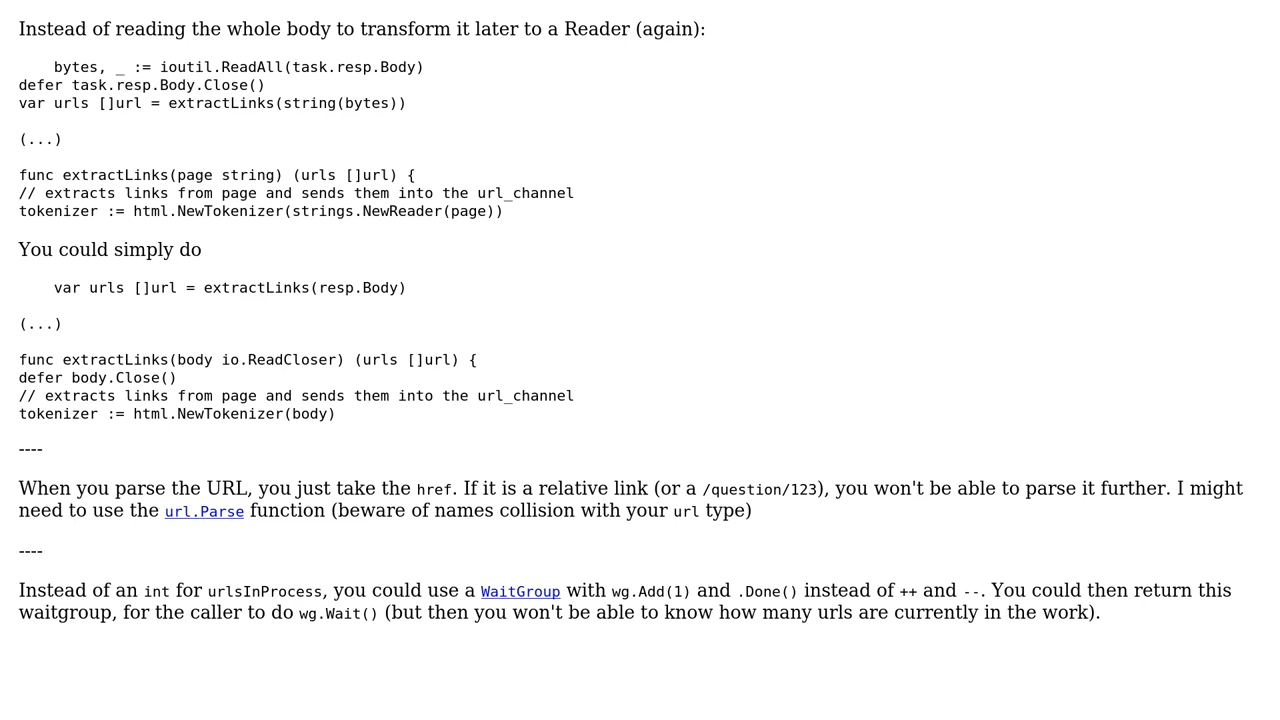 Instead of reading the whole body to transform it later to a Reader (again):
bytes, _ := ioutil.ReadAll(task.resp.Body)
defer task.resp.Body.Close()
var urls []url = extractLinks(string(bytes))
(...)
func extractLinks(page string) (urls []url) {
// extracts links from page and sends them into the url_channel
tokenizer := html.NewTokenizer(strings.NewReader(page))
You could simply do
var urls []url = extractLinks(resp.Body)
(...)
func extractLinks(body io.ReadCloser) (urls []url) {
defer body.Close()
// extracts links from page and sends them into the url_channel
tokenizer := html.NewTokenizer(body)
----
When you parse the URL, you just take the href. If it is a relative link (or a /question/123), you won't be able to parse it further. I might
need to use the url.Parse function (beware of names collision with your url type)
----
Instead of an int for urlsInProcess, you could use a WaitGroup with wg.Add(1) and .Done() instead of ++ and --. You could then return this
waitgroup, for the caller to do wg.Wait() (but then you won't be able to know how many urls are currently in the work).